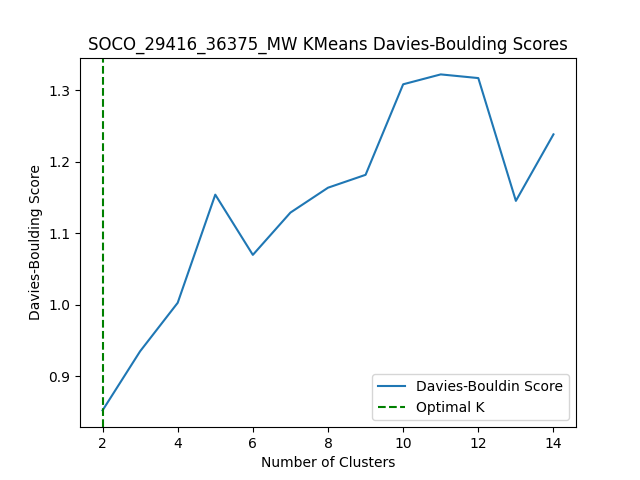 SOCO_29416_36375_MW KMeans Davies-Boulding Scores
Davies-Boulding Score
1.3
1.2
1.1
1.0
0.9
Davies-Bouldin Score
Optimal K
2 4 6 8 10 12 14
Number of Clusters